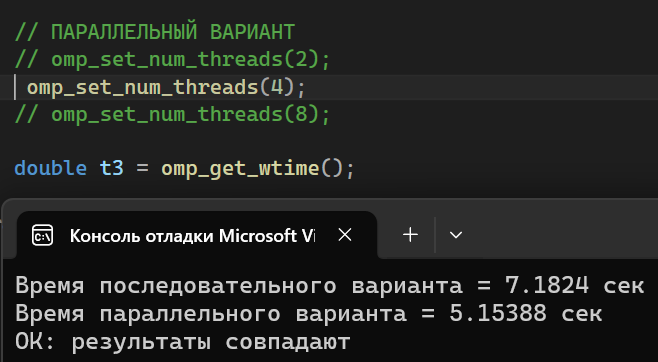 // ПАРАЛЛЕЛЬНЫЙ ВАРИАНТ
// omp_set_num_threads(2);
omp_set_num_threads(4);
// omp_set_num_threads(8);
double t3 = omp_get_wtime();
Консоль отладки Microsoft Vi
Время последовательного варианта = 7.1824 сек
Время параллельного варианта = 5.15388 сек
ОК: результаты совпадают